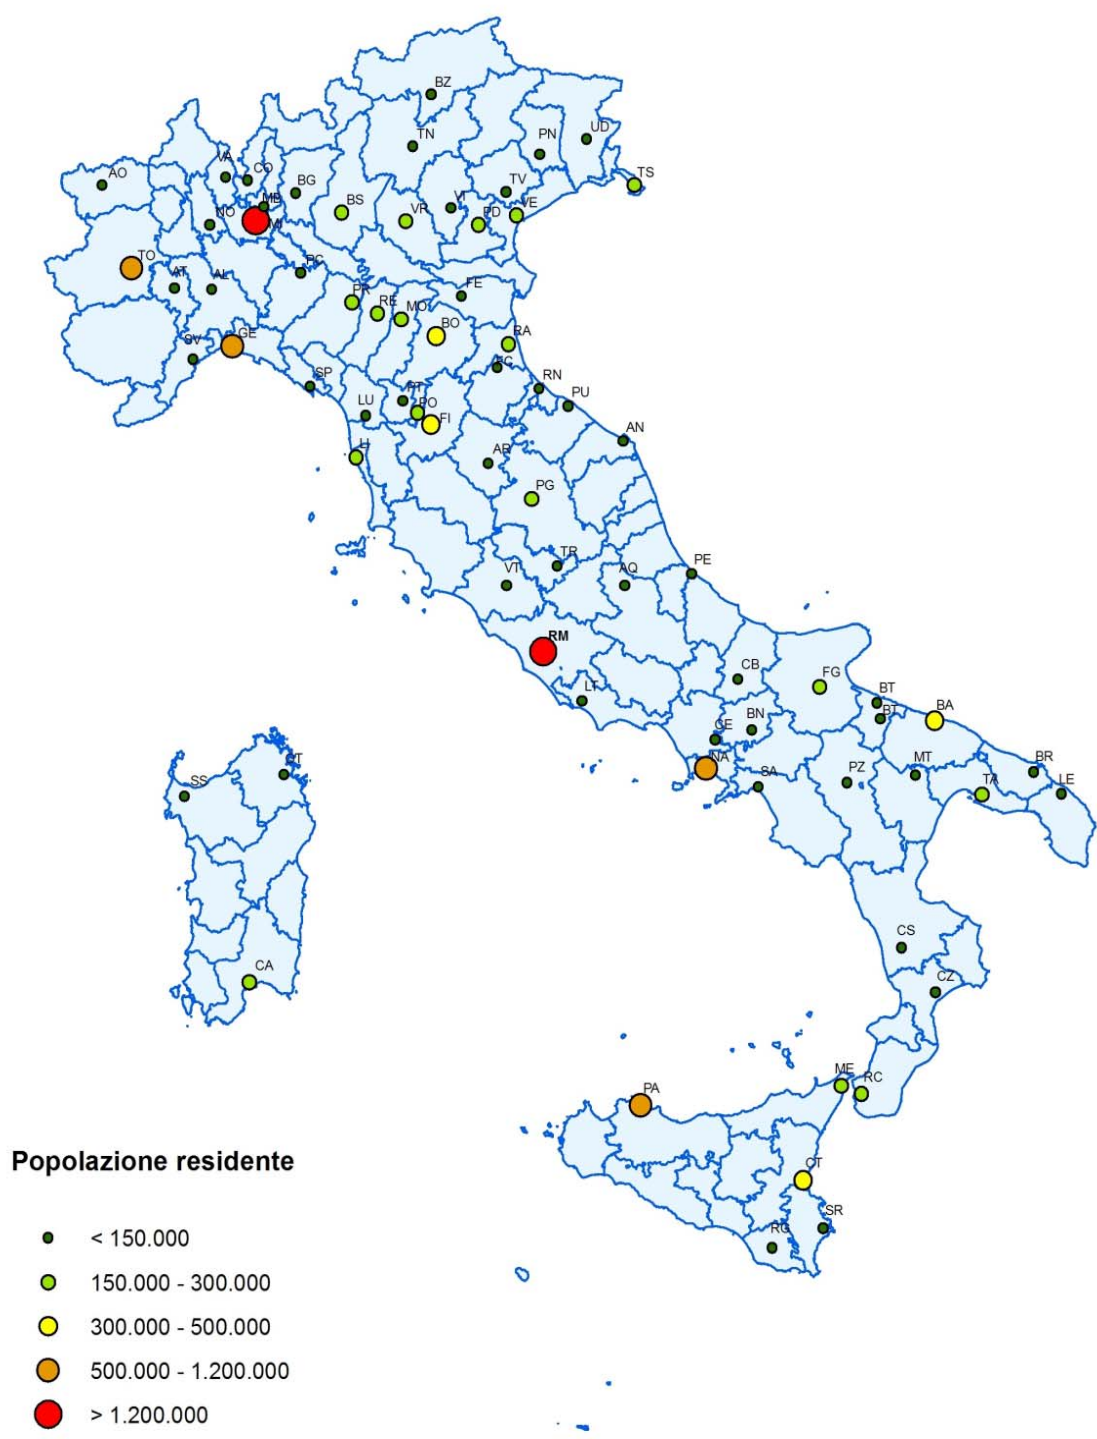 BZ
UD
PN
TN
VA
CO
TS
AO
BG
TV
BS
VI
VE
MB
VR
PD
NO
MI
TO
PC
AT
AL
FE
PR
RE
MO
BO
RA
GE
SV
FC
SP
RN
PT
PU
LU
PO
FI
AN
LI
AR
PG
TR
PE
VT
AQ
RM
CB
FG
LT
BT
BA
BT
BN
CE
NA
OT
MT
BR
SS
SA
PZ
TA
LE
CS
CA
CZ
ME
RC
PA
CT
SR
RG
Popolazione residente
< 150.000
150.000 - 300.000
300.000 - 500.000
500.000 - 1.200.000
> 1.200.000